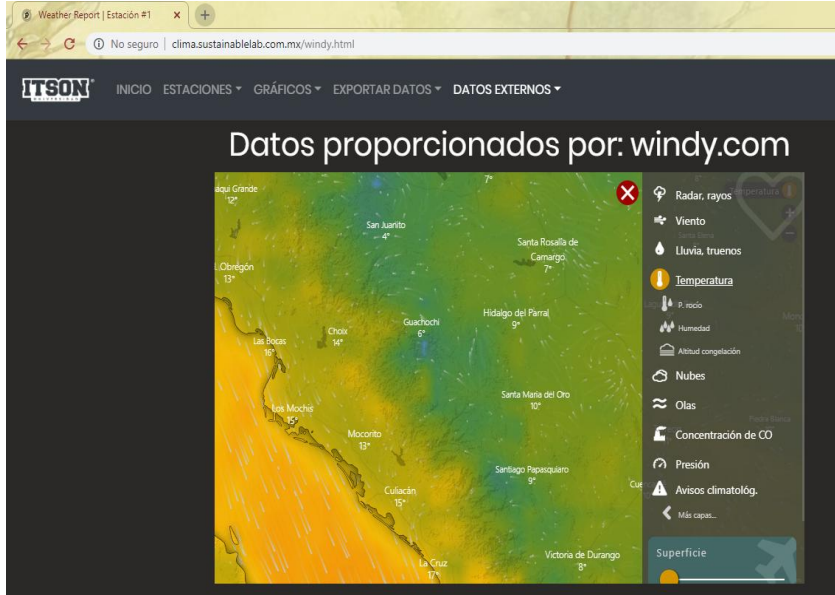 Weather Report | Estación #1
No seguro | clima.sustainablelab.com.mx/windy.html
ITSON
UNIVERSIDAD
INICIO ESTACIONES GRÁFICOS EXPORTAR DATOS DATOS EXTERNOS
Datos proporcionados por: windy.com
aqui Grande
12°
7°
San Juanito
4°
Santa Rosalía de
Camargo
7°
Obregón
13°
Hidalgo del Parral
9°
Guachochi
6°
Choix
14°
Las Bocas
16°
Santa Maria del Oro
10°
Los Mochis
15°
Mocorito
13°
Santiago Papasquiaro
9°
Culiacán
15°
Victoria de Durango
8°
La Cruz
17°
Radar, rayos
Temperatura
Viento
Lluvia, truenos
Temperatura
P. rocío
Humedad
Altitud congelación
Nubes
Olas
Concentración de CO
Presión
Avisos climatológ.
Más capas...
Superficie